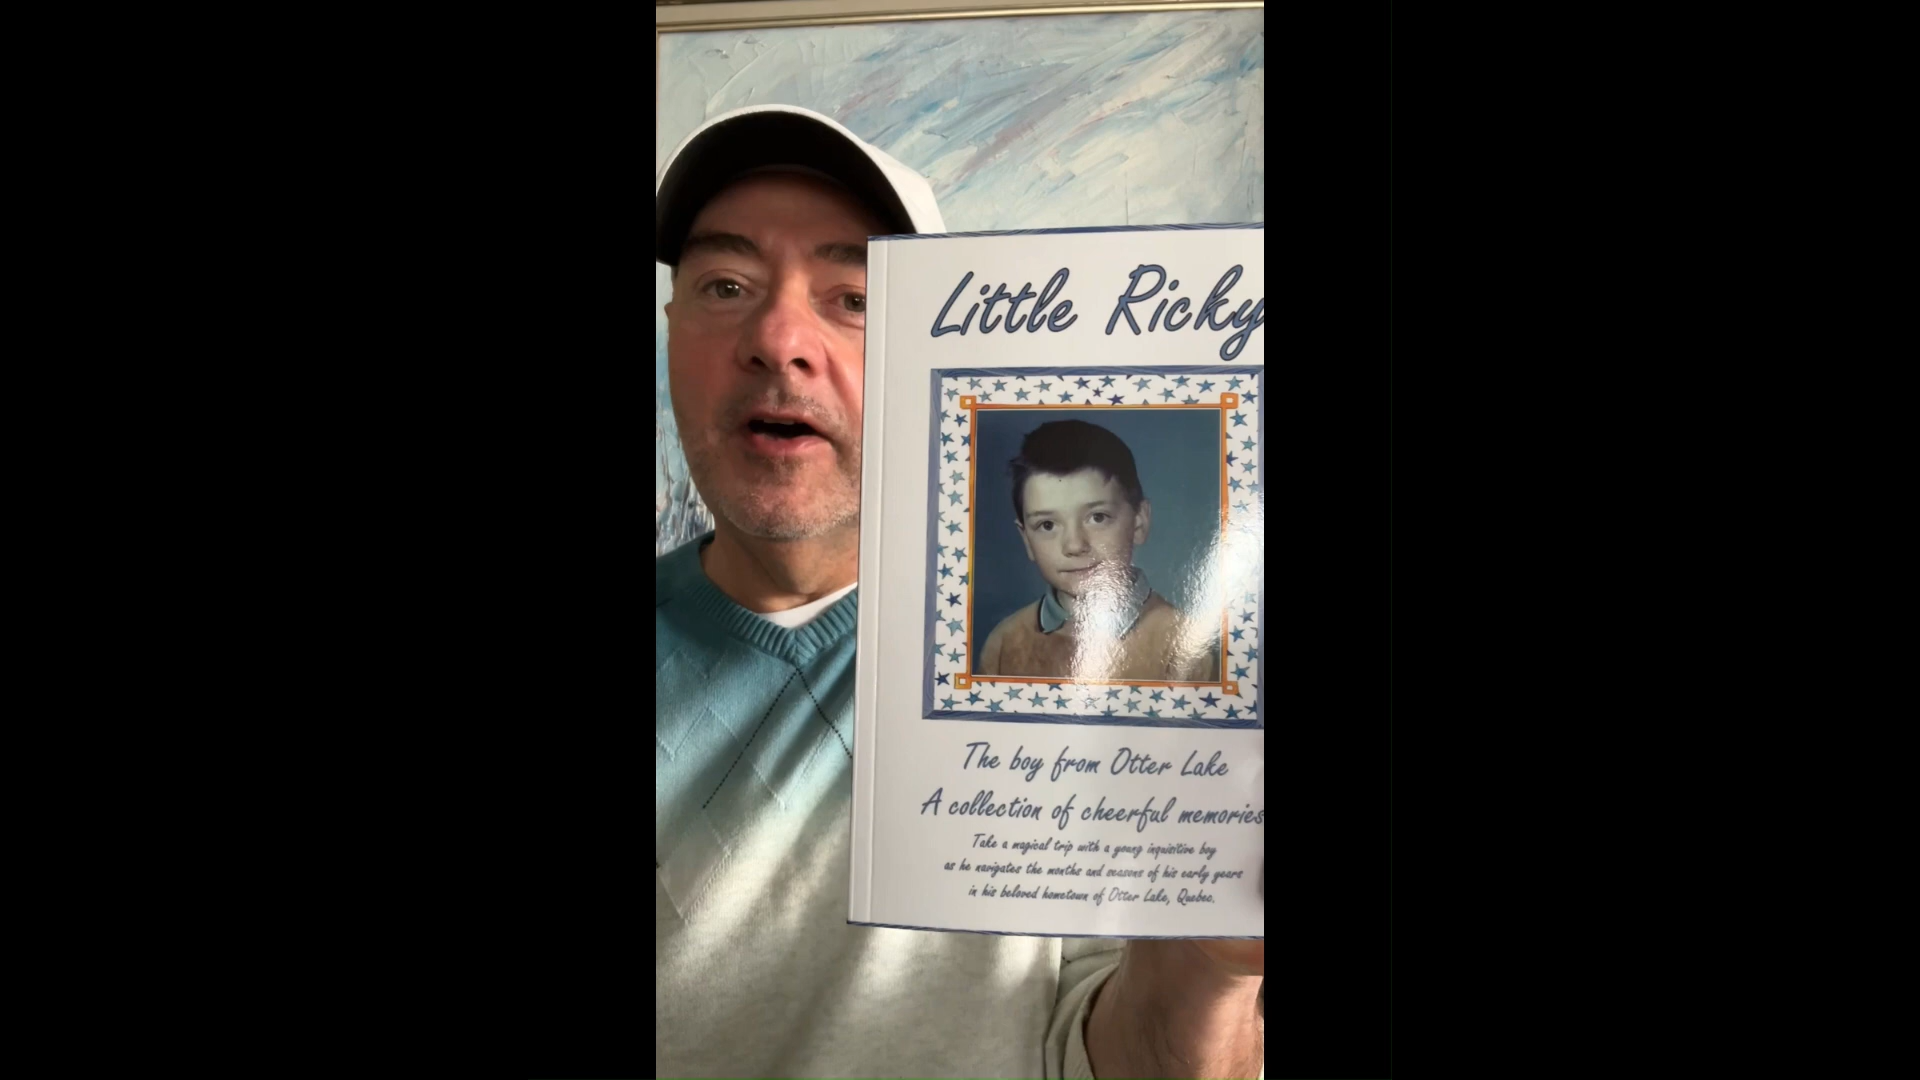 Little Ricky
The boy from Otter Lake
A collection of cheerful memories
Take a magical trip with a young inquisitive boy
as he navigates the months and seasons of his early years
in his beloved hometown of Otter Lake, Quebec.